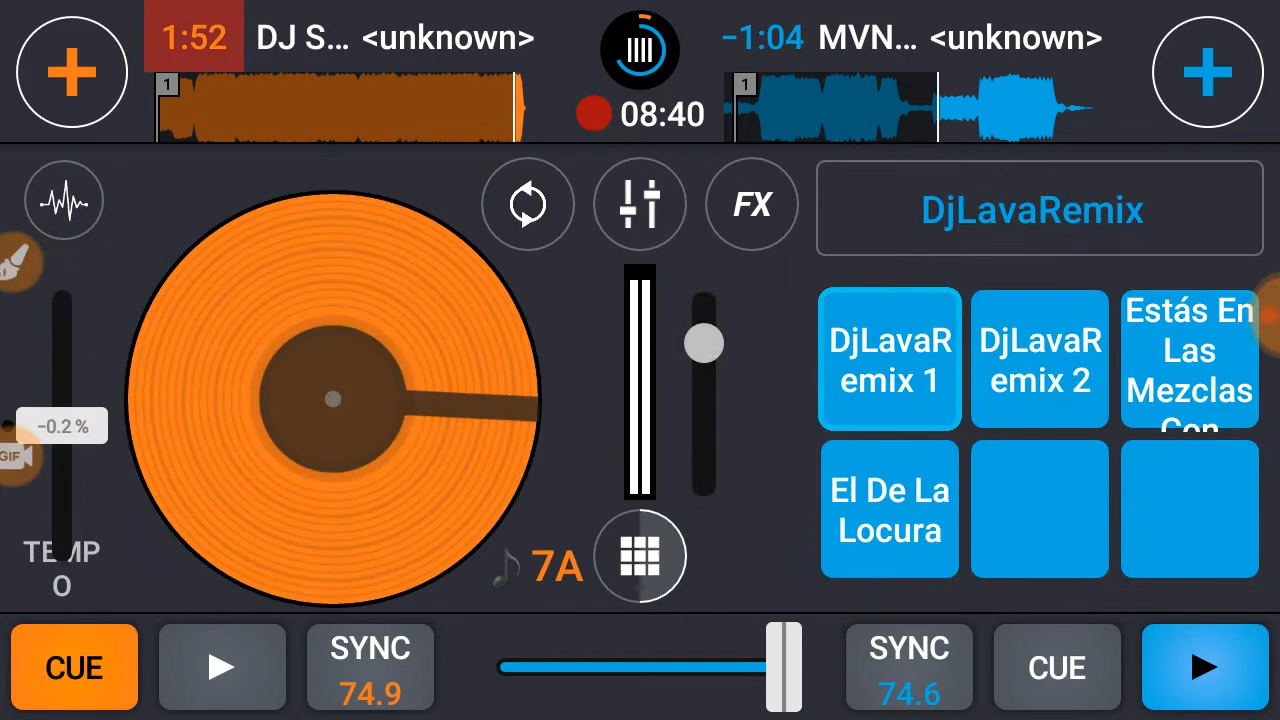 1:52 DJ S... <unknown>
-1:04 MVN... <unknown>
1
1
08:40
FX
DjLavaRemix
DjLavaR
emix 1
DjLavaR
emix 2
Estás En
Las
Mezclas
Con
-0.2 %
GIF
TEMP
O
7A
El De La
Locura
CUE
SYNC
74.9
SYNC
74.6
CUE